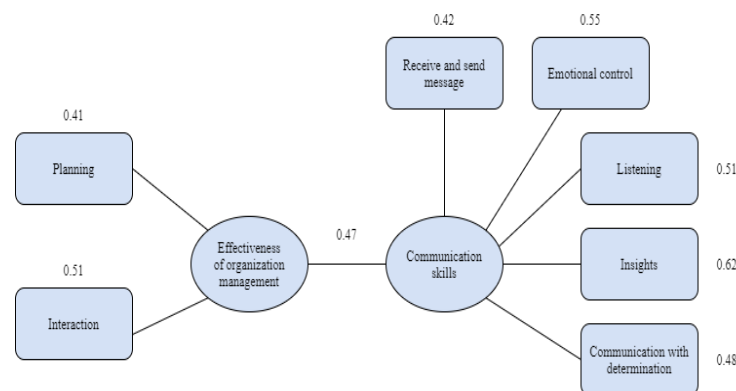 0.42
0.55
Receive and send
message
Emotional control
0.41
Planning
Listening
0.51
0.51
Interaction
Effectiveness
of organization
management
0.47
Communication
skills
Insights
0.62
Communication with
determination
0.48